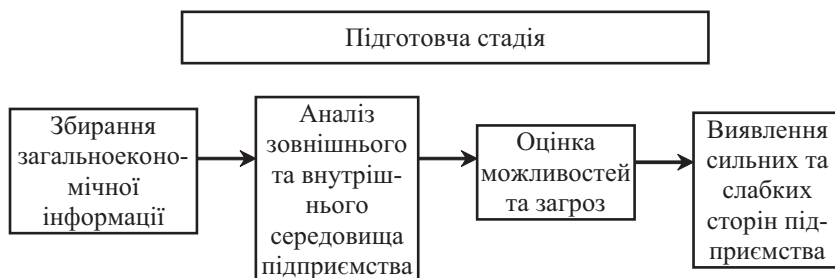 Підготовча стадія
Збирання
загальноеконо-
мічної
інформації
Аналіз
зовнішнього
та внутріш-
нього
середовища
підприємства
Оцінка
можливостей
та загроз
Виявлення
сильних та
слабких
сторін під-
приємства